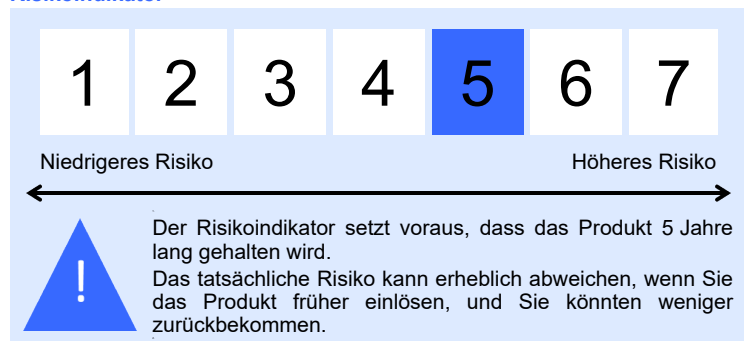 Risikoindikator
1 2 3 4 5 6 7
Niedrigeres Risiko Höheres Risiko
!
Der Risikoindikator setzt voraus, dass das Produkt 5 Jahre
lang gehalten wird.
Das tatsächliche Risiko kann erheblich abweichen, wenn Sie
das Produkt früher einlösen, und Sie könnten weniger
zurückbekommen.